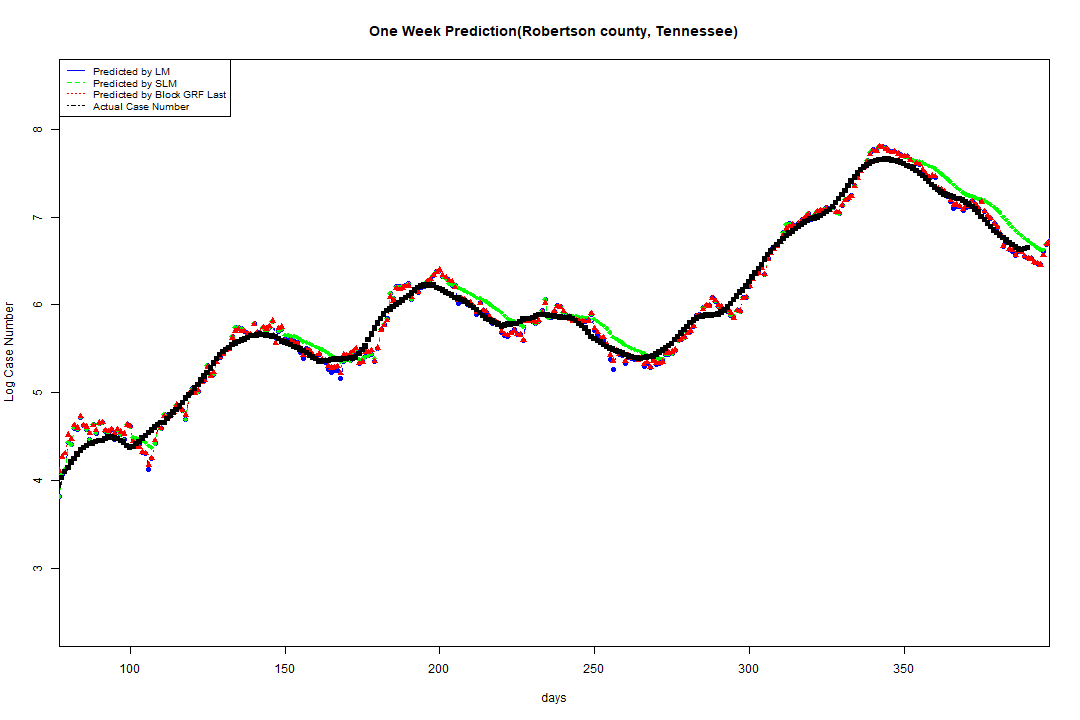 One Week Prediction(Robertson county, Tennessee)
Predicted by LM
Predicted by SLM
Predicted by Block GRF Last
Actual Case Number
8
7
6
5
4
3
Log Case Number
100 150 200 250 300 350
days